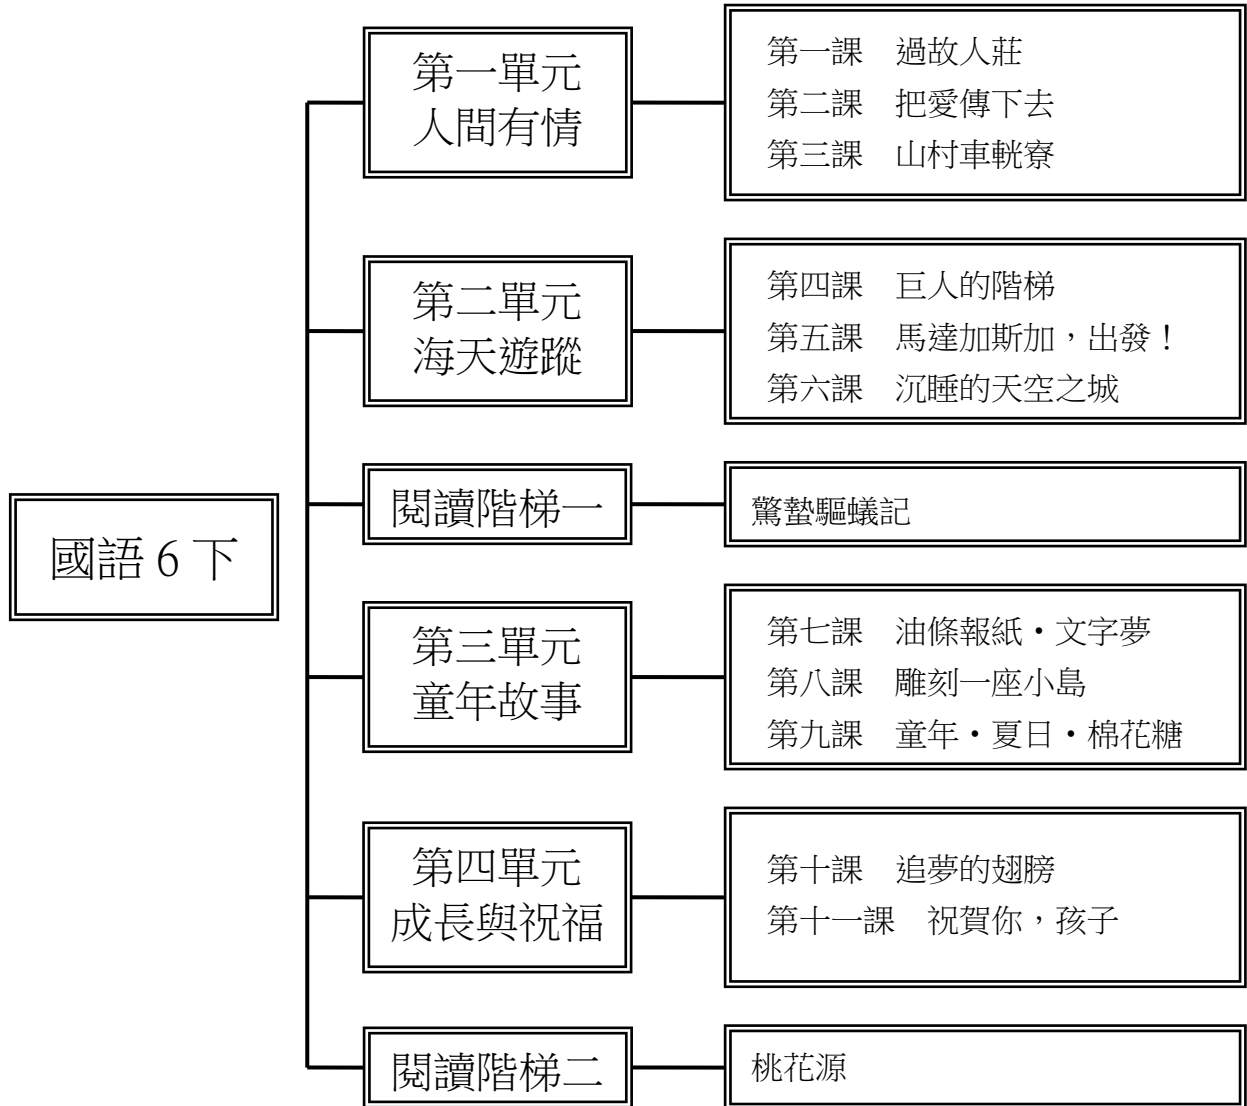 國語 6 下
第一單元
人間有情
第一課　過故人莊
第二課　把愛傳下去
第三課　山村車輄寮
第二單元
海天遊蹤
第四課　巨人的階梯
第五課　馬達加斯加，出發！
第六課　沉睡的天空之城
閱讀階梯一
驚蟄驅蟻記
第三單元
童年故事
第七課　油條報紙・文字夢
第八課　雕刻一座小島
第九課　童年・夏日・棉花糖
第四單元
成長與祝福
第十課　追夢的翅膀
第十一課　祝賀你，孩子
閱讀階梯二
桃花源